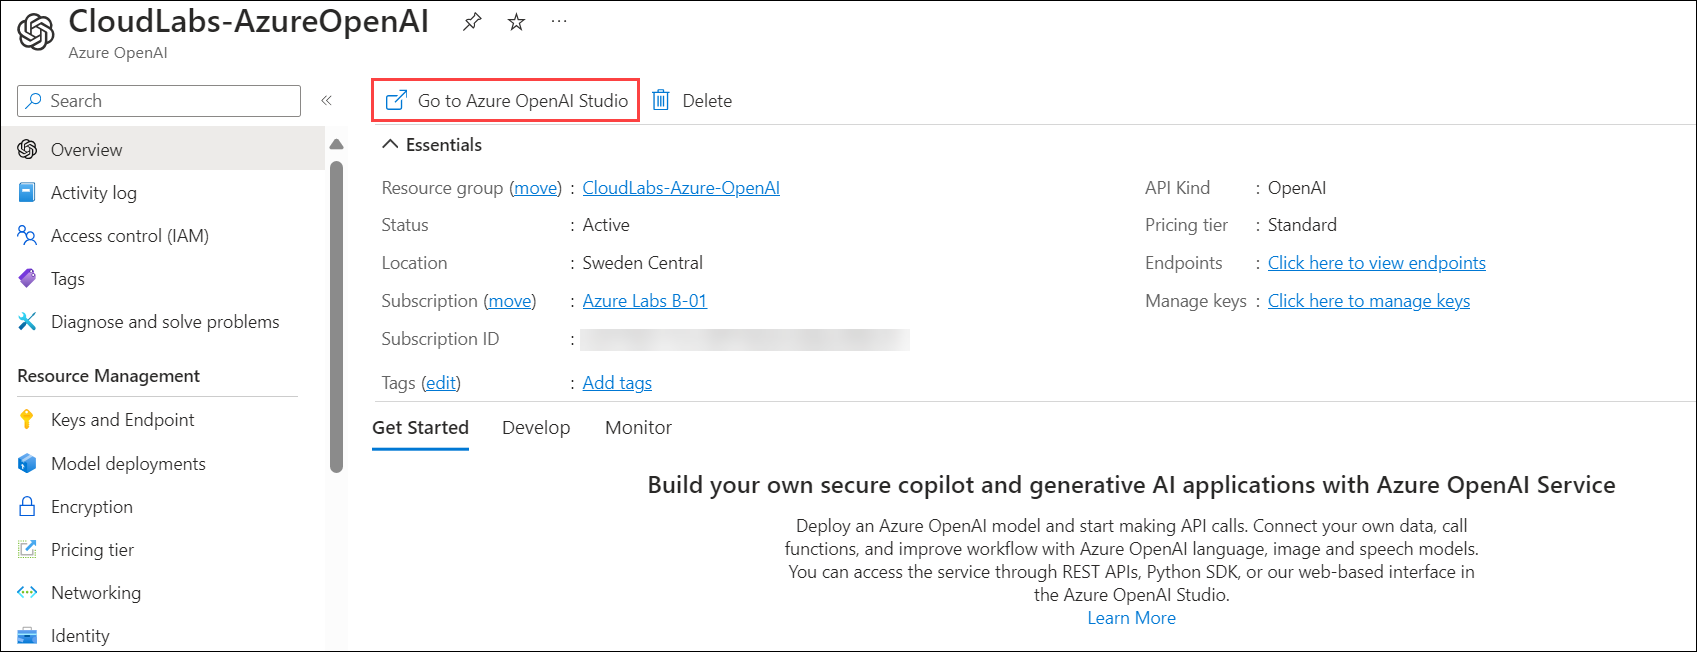 CloudLabs-AzureOpenAI
Azure OpenAI
Search
Go to Azure OpenAI Studio
Delete
Overview
Activity log
Access control (IAM)
Tags
Diagnose and solve problems
Resource Management
Keys and Endpoint
Model deployments
Encryption
Pricing tier
Networking
Identity
Essentials
Resource group (move) : CloudLabs-Azure-OpenAI
Status : Active
Location : Sweden Central
Subscription (move) : Azure Labs B-01
Subscription ID :
Tags (edit) : Add tags
API Kind : OpenAI
Pricing tier : Standard
Endpoints : Click here to view endpoints
Manage keys : Click here to manage keys
Get Started Develop Monitor
Build your own secure copilot and generative AI applications with Azure OpenAI Service
Deploy an Azure OpenAI model and start making API calls. Connect your own data, call
functions, and improve workflow with Azure OpenAI language, image and speech models.
You can access the service through REST APIs, Python SDK, or our web-based interface in
the Azure OpenAI Studio.
Learn More